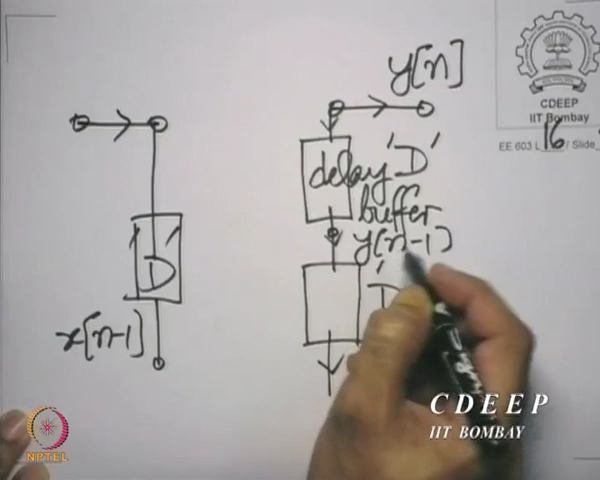 y[n]
CDEEP
IIT Bombay
EE 603 L 16 / Slide
delay 'D'
buffer
y[n-1]
'D'
'D
x[n-1]
CDEEP
IIT BOMBAY
NPTEL